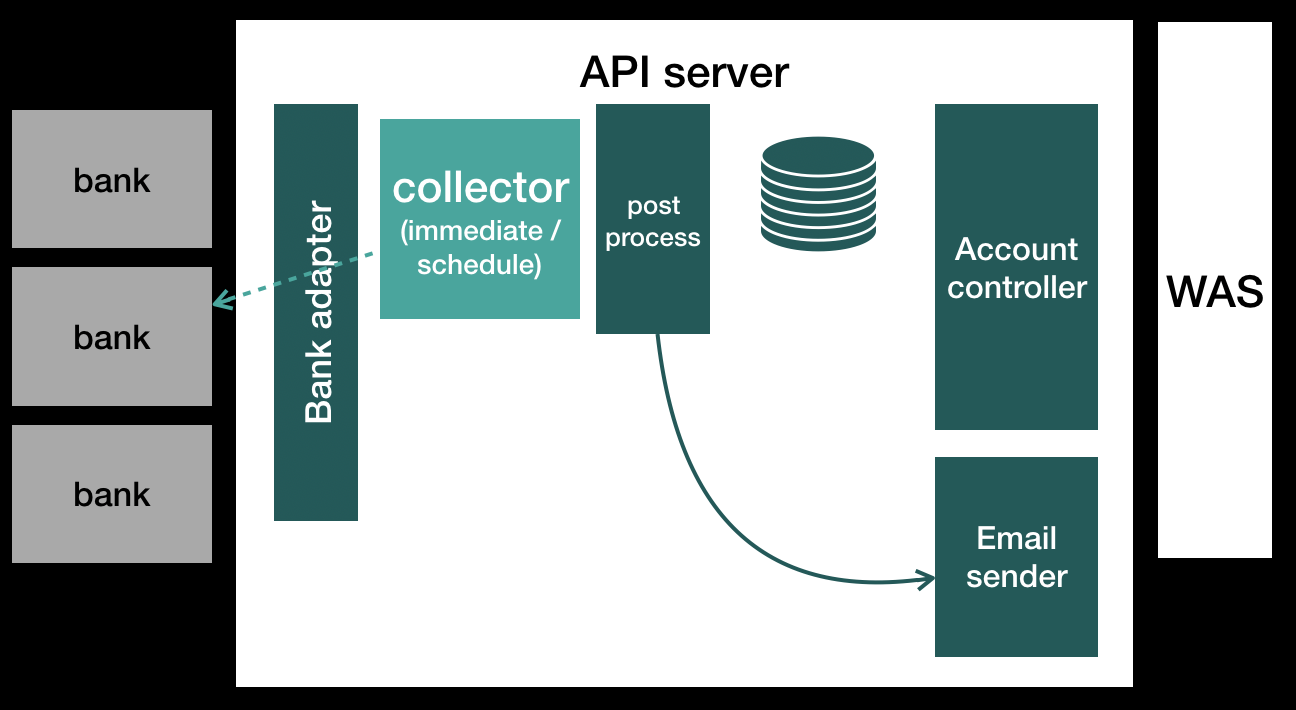 API server
bank
bank
bank
Bank adapter
collector
(immediate /
schedule)
post
process
Account
controller
Email
sender
WAS